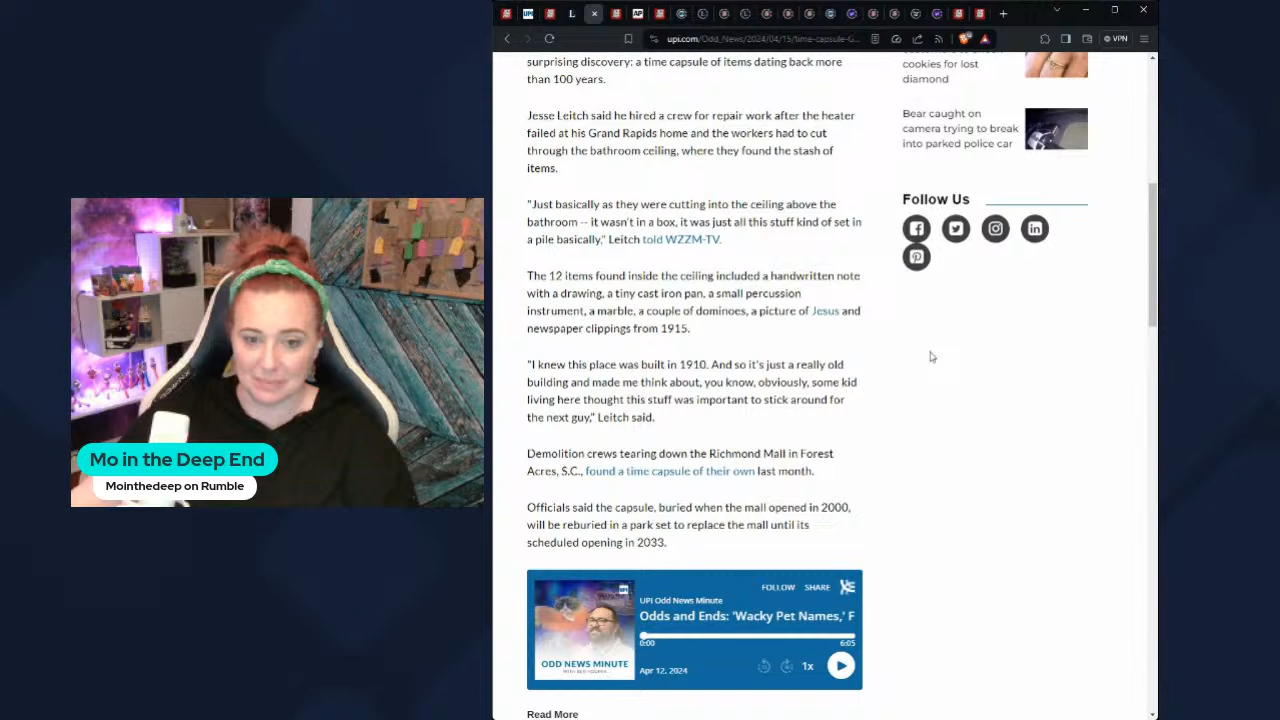 upi.com/Odd_News/2024/04/15/time-capsule-G...
VPN
surprising discovery: a time capsule of items dating back more
than 100 years.
Jesse Leitch said he hired a crew for repair work after the heater
failed at his Grand Rapids home and the workers had to cut
through the bathroom ceiling, where they found the stash of
items.
"Just basically as they were cutting into the ceiling above the
bathroom -- it wasn't in a box, it was just all this stuff kind of set in
a pile basically," Leitch told WZZM-TV.
The 12 items found inside the ceiling included a handwritten note
with a drawing, a tiny cast iron pan, a small percussion
instrument, a marble, a couple of dominoes, a picture of Jesus and
newspaper clippings from 1915.
"I knew this place was built in 1910. And so it's just a really old
building and made me think about, you know, obviously, some kid
living here thought this stuff was important to stick around for
the next guy," Leitch said.
Demolition crews tearing down the Richmond Mall in Forest
Acres, S.C., found a time capsule of their own last month.
Officials said the capsule, buried when the mall opened in 2000,
will be reburied in a park set to replace the mall until its
scheduled opening in 2033.
FOLLOW SHARE
UPI Odd News Minute
Odds and Ends: 'Wacky Pet Names,' F
0:00 6:05
Apr 12, 2024
1x
UPI
ODD NEWS MINUTE
Read More
cookies for lost
diamond
Bear caught on
camera trying to break
into parked police car
Follow Us
Mo in the Deep End
Mointhedeep on Rumble